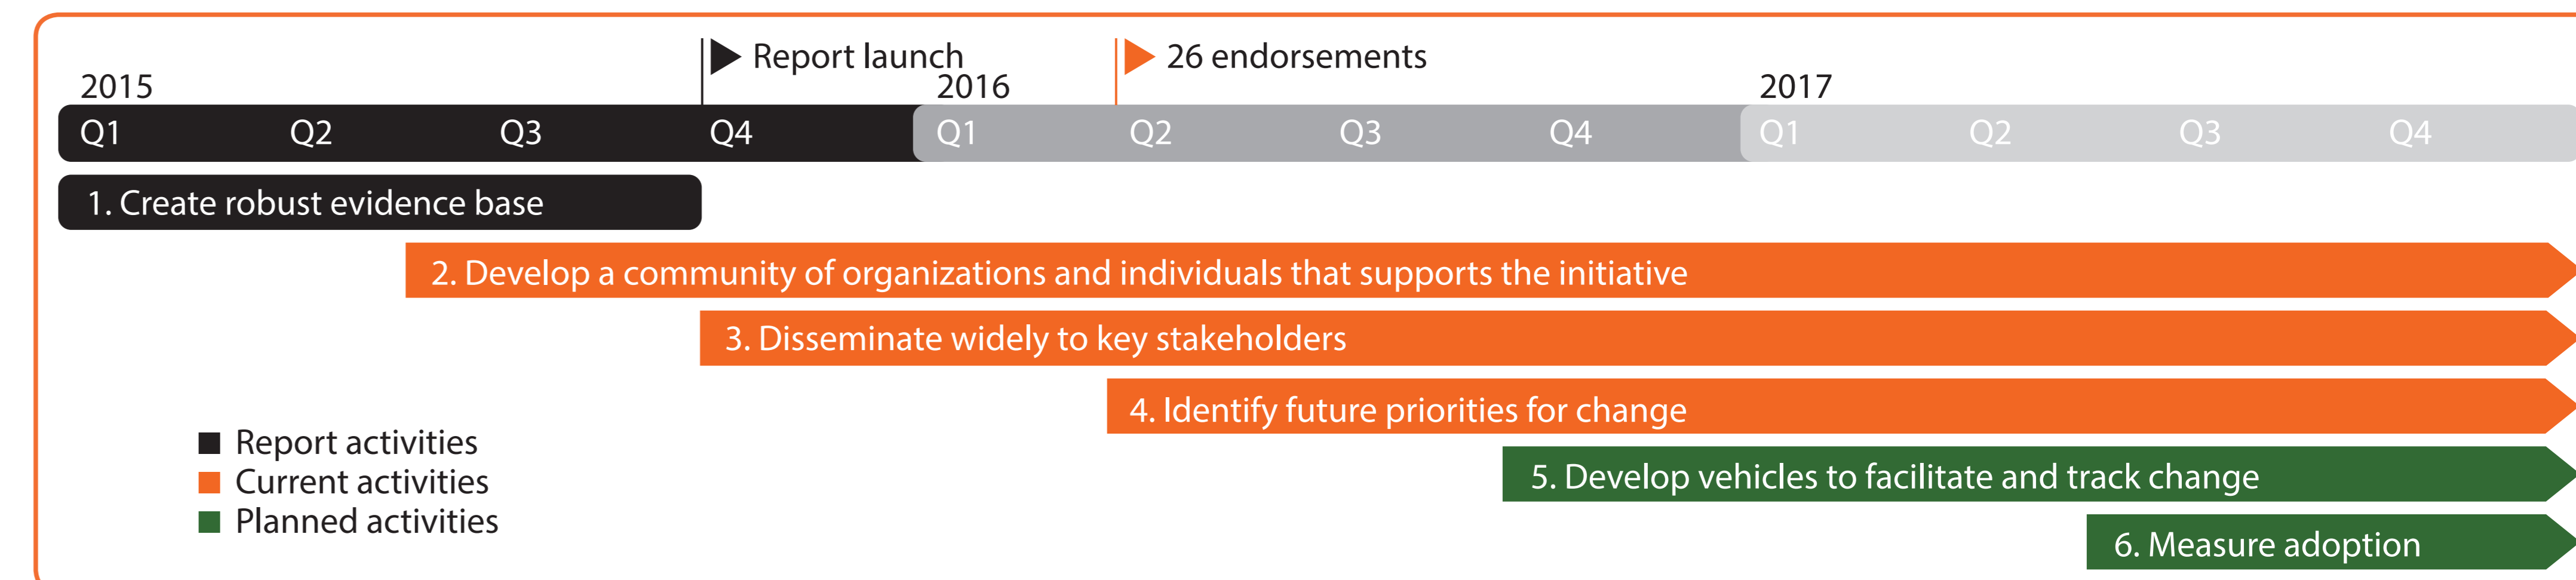 Report launch
26 endorsements
2015
2016
2017
Q1 Q2 Q3 Q4 Q1 Q2 Q3 Q4 Q1 Q2 Q3 Q4
1. Create robust evidence base
2. Develop a community of organizations and individuals that supports the initiative
3. Disseminate widely to key stakeholders
4. Identify future priorities for change
Report activities
5. Develop vehicles to facilitate and track change
Current activities
Planned activities
6. Measure adoption